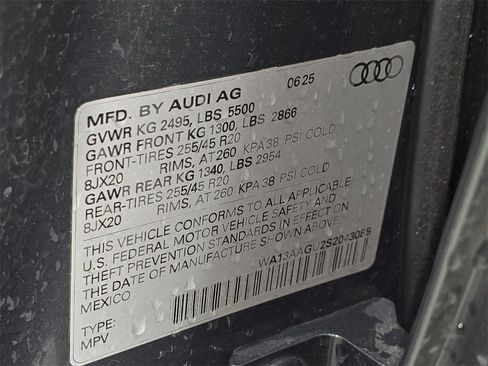 MFD. BY AUDI AG 06 25
GVWR KG 2495, LBS 5500
GAWR FRONT KG 1300, LBS 2866
FRONT-TIRES 255/45 R20
8JX20 RIMS, AT 260 KPA 38 PSI COLD
GAWR REAR KG 1340, LBS 2954
REAR-TIRES 255/45 R20
8JX20 RIMS, AT 260 KPA 38 PSI COLD
THIS VEHICLE CONFORMS TO ALL APPLICABLE
U.S. FEDERAL MOTOR VEHICLE SAFETY AND
THEFT PREVENTION STANDARDS IN EFFECT ON
THE DATE OF MANUFACTURE SHOWN ABOVE
MEXICO
WA13AAGU2S2043085
TYPE:
MPV